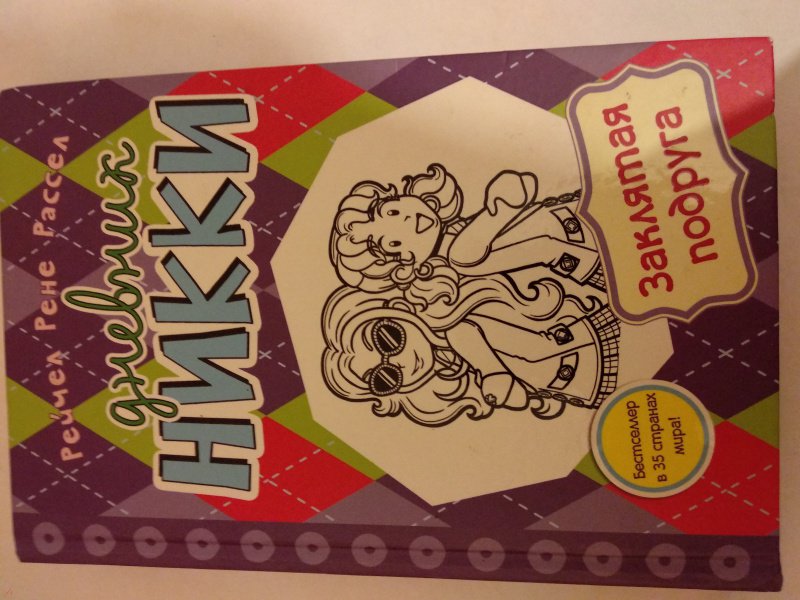 Рейчел Рене Рассел
дневник
НИККИ
Заклятая
подруга
Бестселлер
в 35 странах
мира!